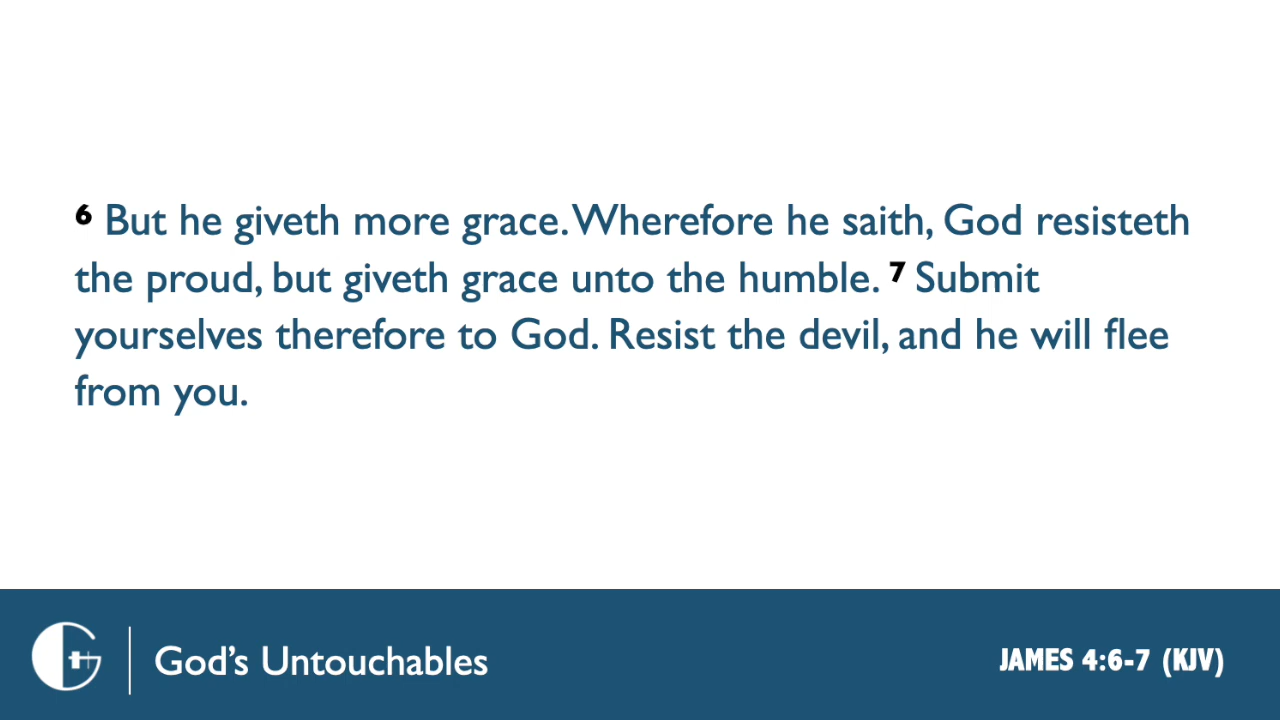 6 But he giveth more grace. Wherefore he saith, God resisteth
the proud, but giveth grace unto the humble. 7 Submit
yourselves therefore to God. Resist the devil, and he will flee
from you.
God's Untouchables
JAMES 4:6-7 (KJV)